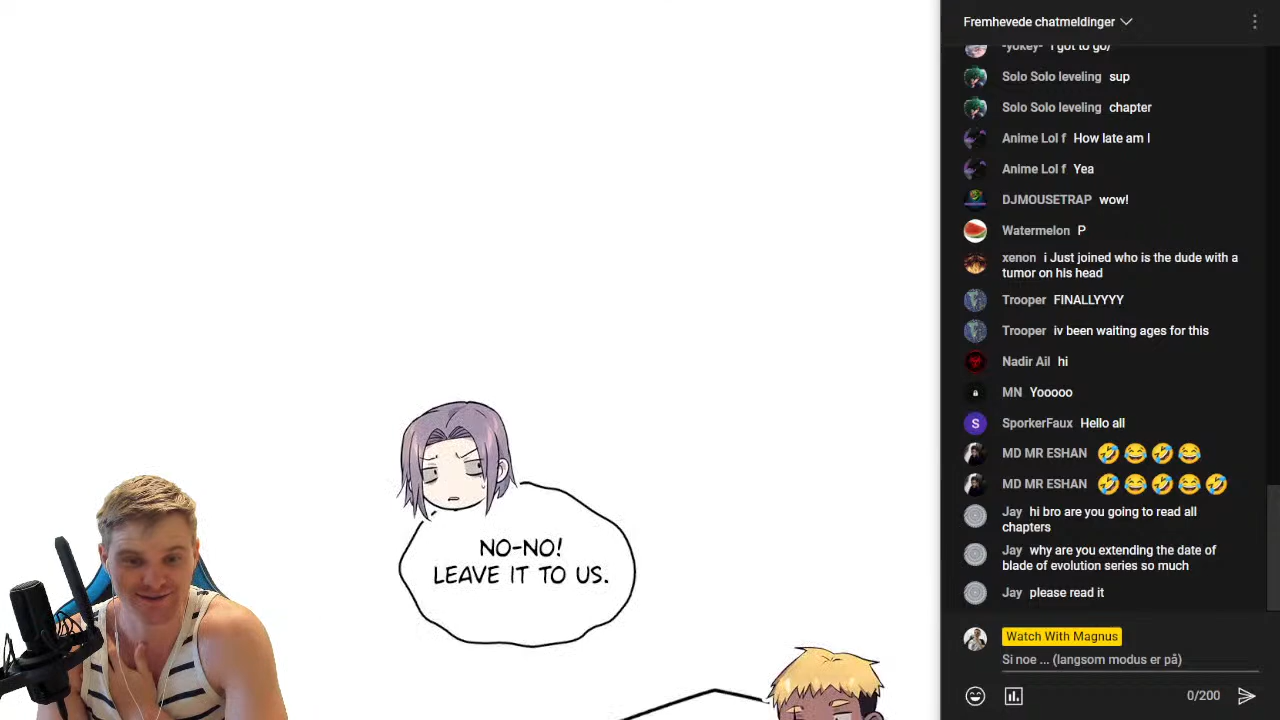 NO-NO!
LEAVE IT TO US.
Fremhevede chatmeldinger
-yokey- I got to go/
Solo Solo leveling sup
Solo Solo leveling chapter
Anime Lol f How late am I
Anime Lol f Yea
DJMOUSETRAP wow!
Watermelon P
xenon i Just joined who is the dude with a
tumor on his head
Trooper FINALLYYYY
Trooper iv been waiting ages for this
Nadir Ail hi
MN Yooooo
S SporkerFaux Hello all
MD MR ESHAN 🤣😂🤣😂
MD MR ESHAN 🤣😂🤣😂🤣
Jay hi bro are you going to read all
chapters
Jay why are you extending the date of
blade of evolution series so much
Jay please read it
Watch With Magnus
Si noe ... (langsom modus er på)
0/200